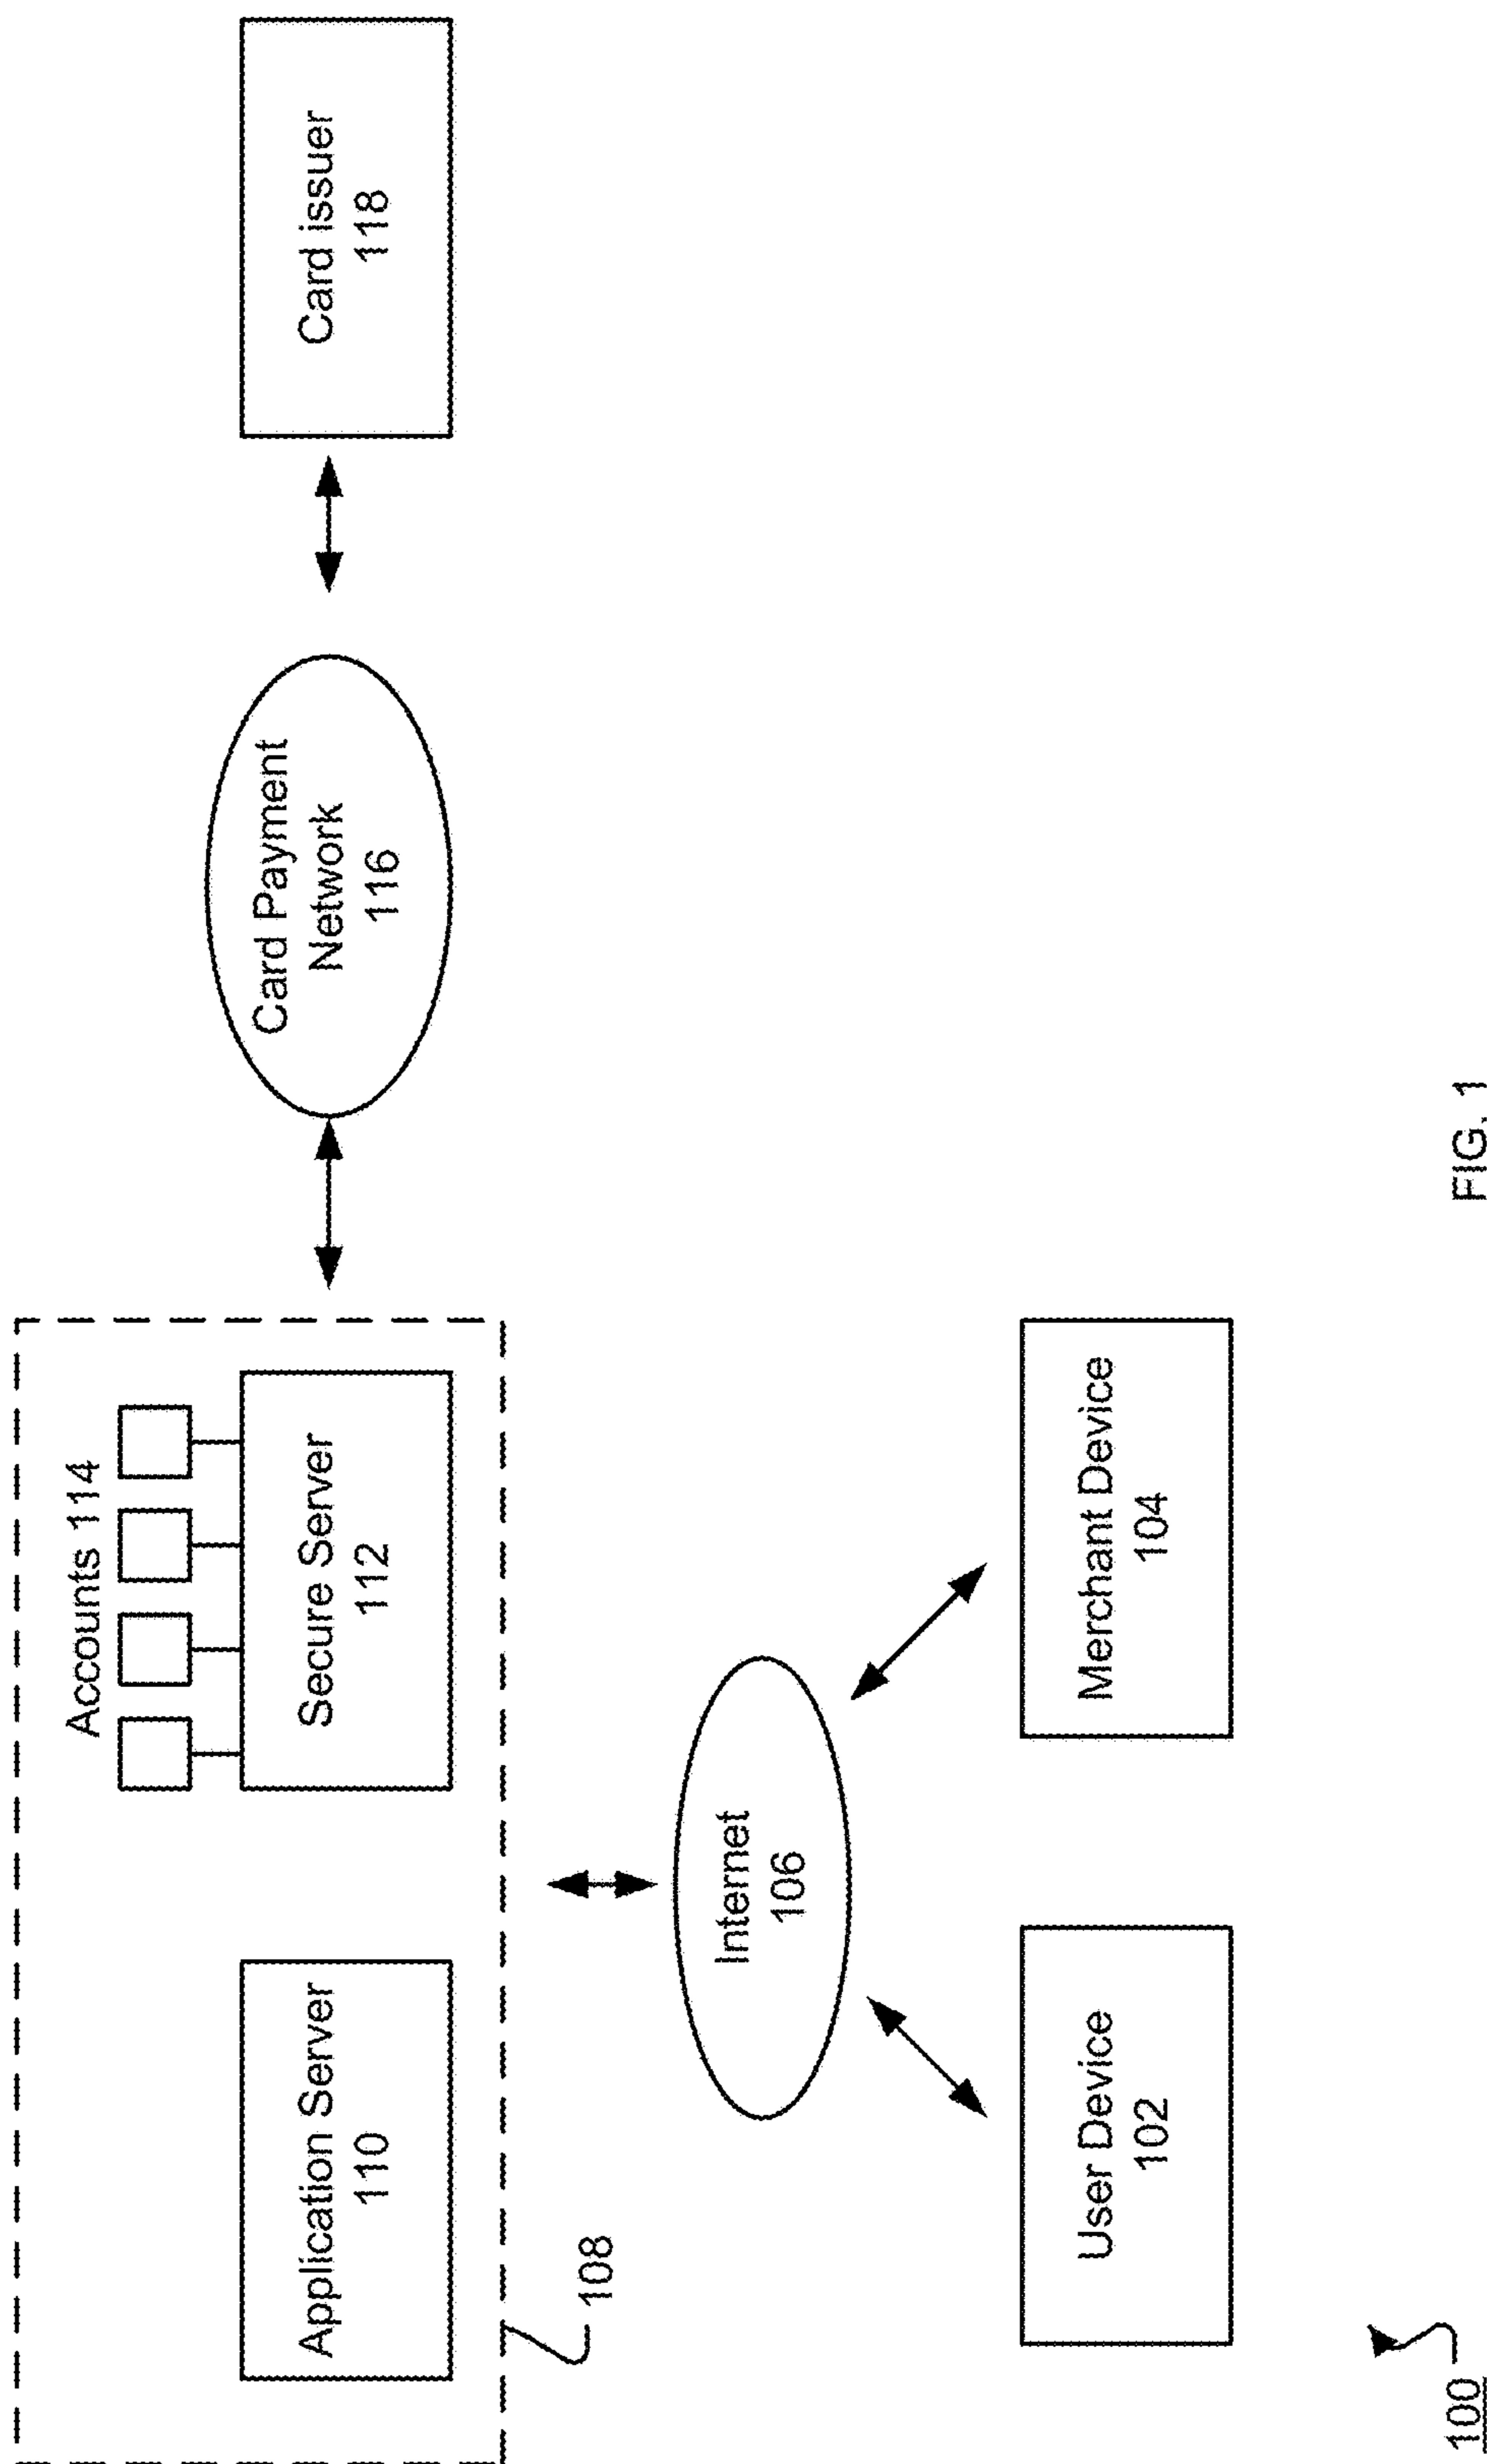 Accounts 114
Application Server
110
Secure Server
112
Card Payment
Network
116
Card issuer
118
108
Internet
106
User Device
102
Merchant Device
104
100
FIG. 1